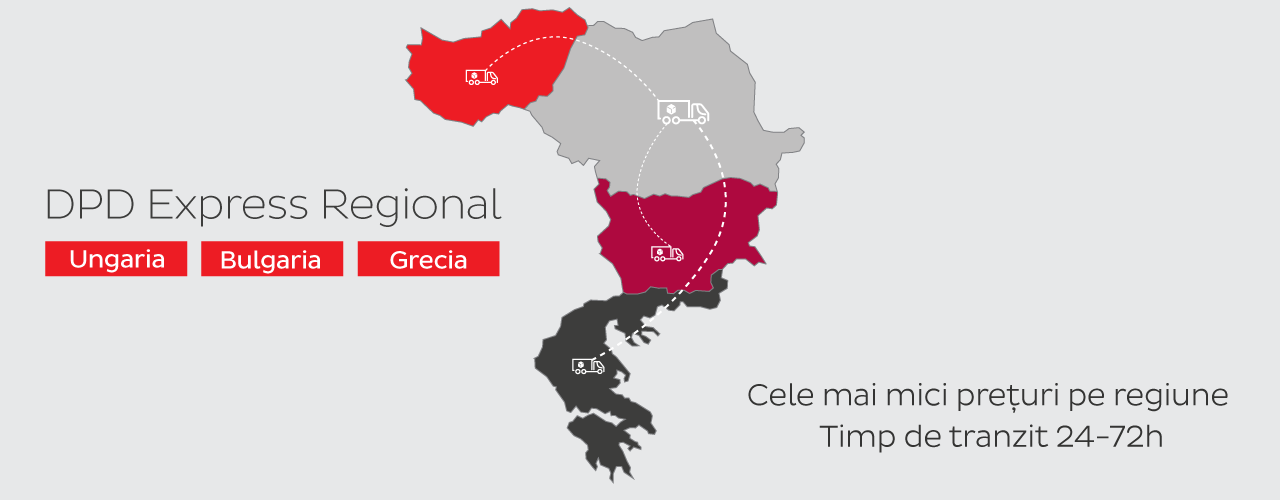 DPD Express Regional
Ungaria Bulgaria Grecia
Cele mai mici prețuri pe regiune
Timp de tranzit 24-72h